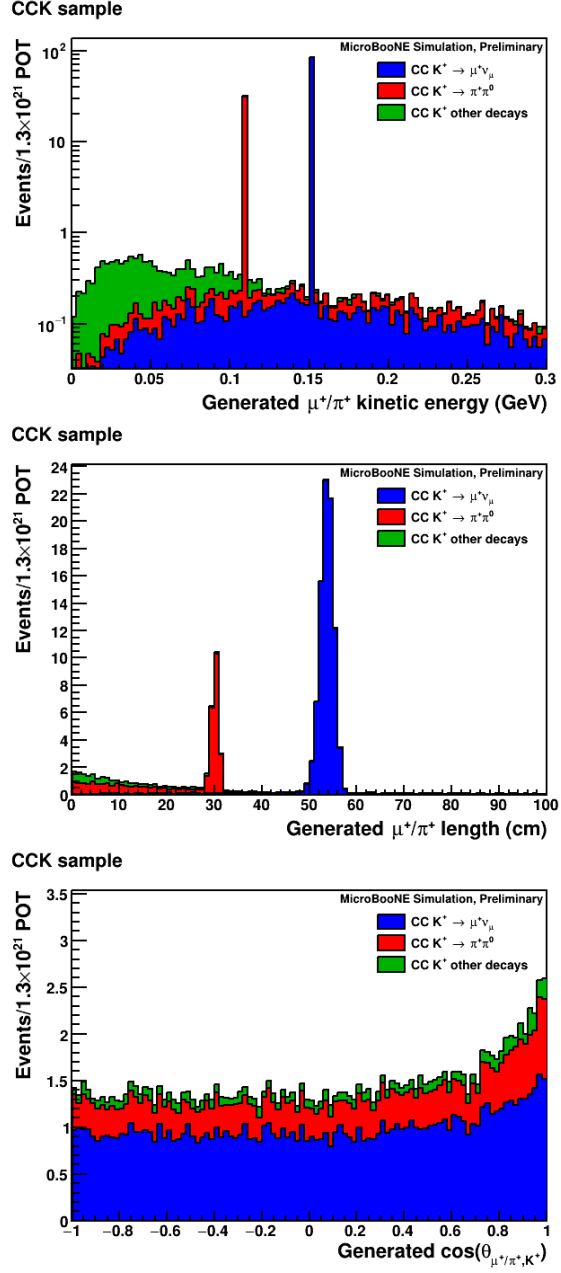 CCK sample
MicroBooNE Simulation, Preliminary
CC K⁺ → μ⁺νμ
CC K⁺ → π⁺π⁰
CC K⁺ other decays
Events/1.3×10²¹ POT
10²
10
1
10⁻¹
0 0.05 0.1 0.15 0.2 0.25 0.3
Generated μ⁺/π⁺ kinetic energy (GeV)
CCK sample
MicroBooNE Simulation, Preliminary
CC K⁺ → μ⁺νμ
CC K⁺ → π⁺π⁰
CC K⁺ other decays
Events/1.3×10²¹ POT
24
22
20
18
16
14
12
10
8
6
4
2
0
0 10 20 30 40 50 60 70 80 90 100
Generated μ⁺/π⁺ length (cm)
CCK sample
MicroBooNE Simulation, Preliminary
CC K⁺ → μ⁺νμ
CC K⁺ → π⁺π⁰
CC K⁺ other decays
Events/1.3×10²¹ POT
3.5
3
2.5
2
1.5
1
0.5
0
−1 −0.8 −0.6 −0.4 −0.2 0 0.2 0.4 0.6 0.8 1
Generated cos(θμ⁺/π⁺,K⁺)